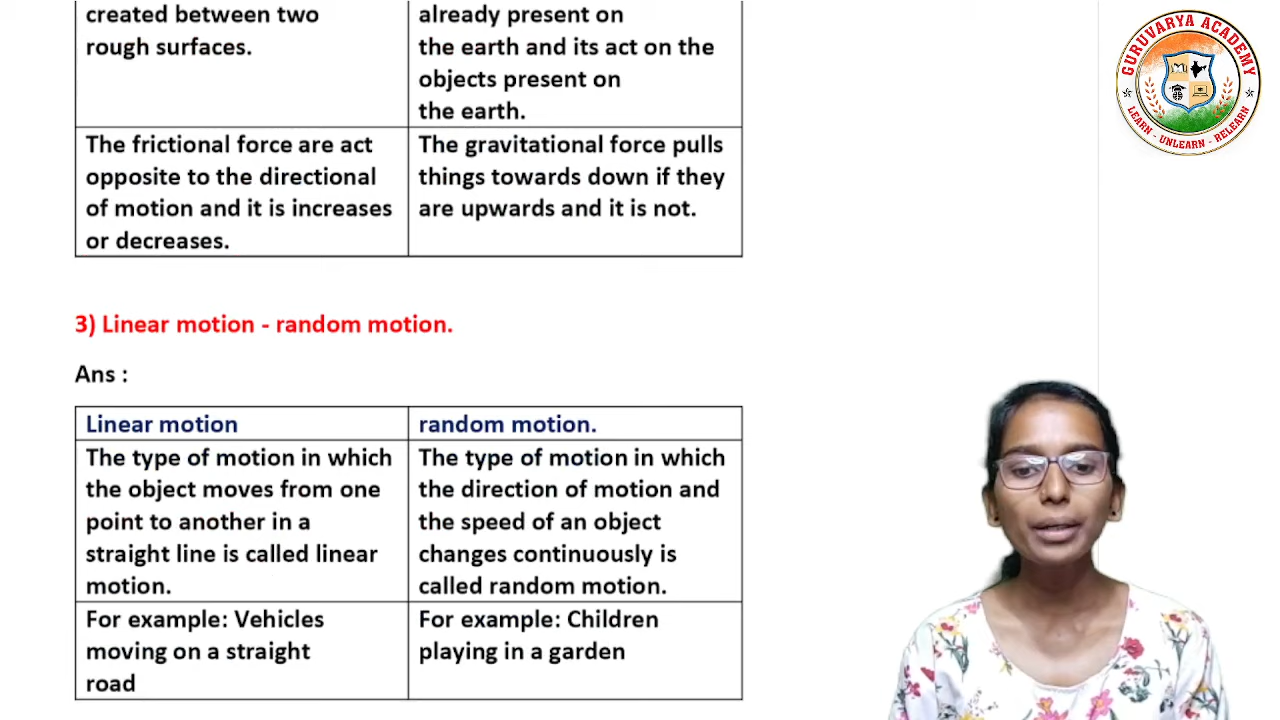 created between two
rough surfaces.
already present on
the earth and its act on the
objects present on
the earth.
The frictional force are act
opposite to the directional
of motion and it is increases
or decreases.
The gravitational force pulls
things towards down if they
are upwards and it is not.
3) Linear motion - random motion.
Ans :
Linear motion
random motion.
The type of motion in which
the object moves from one
point to another in a
straight line is called linear
motion.
The type of motion in which
the direction of motion and
the speed of an object
changes continuously is
called random motion.
For example: Vehicles
moving on a straight
road
For example: Children
playing in a garden
GURUVARYA ACADEMY
LEARN - UNLEARN - RELEARN